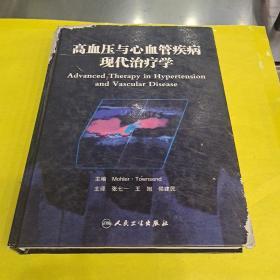 高血压与心血管疾病
现代治疗学
Advanced Therapy in Hypertension
and Vascular Disease
主编 Mohler · Townsend
主译 张七一 王旭 侯建民
人民卫生出版社